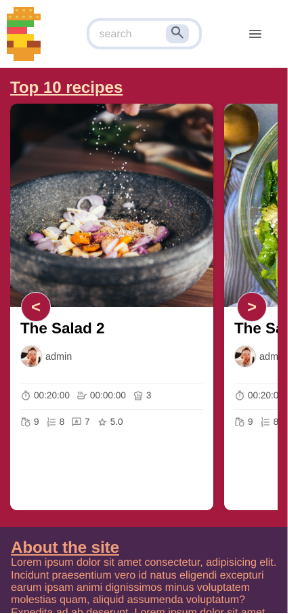 search
Top 10 recipes
< >
The Salad 2
admin
00:20:00 00:00:00 3
9 8 7 5.0
The Sa
adm
00:20:0
9 8
About the site
Lorem ipsum dolor sit amet consectetur, adipisicing elit.
Incidunt praesentium vero id natus eligendi excepturi
earum ipsam animi dignissimos minus voluptatem
molestias quam, aliquid assumenda voluptatum?
Expedita ad ab deserunt. Lorem ipsum dolor sit amet